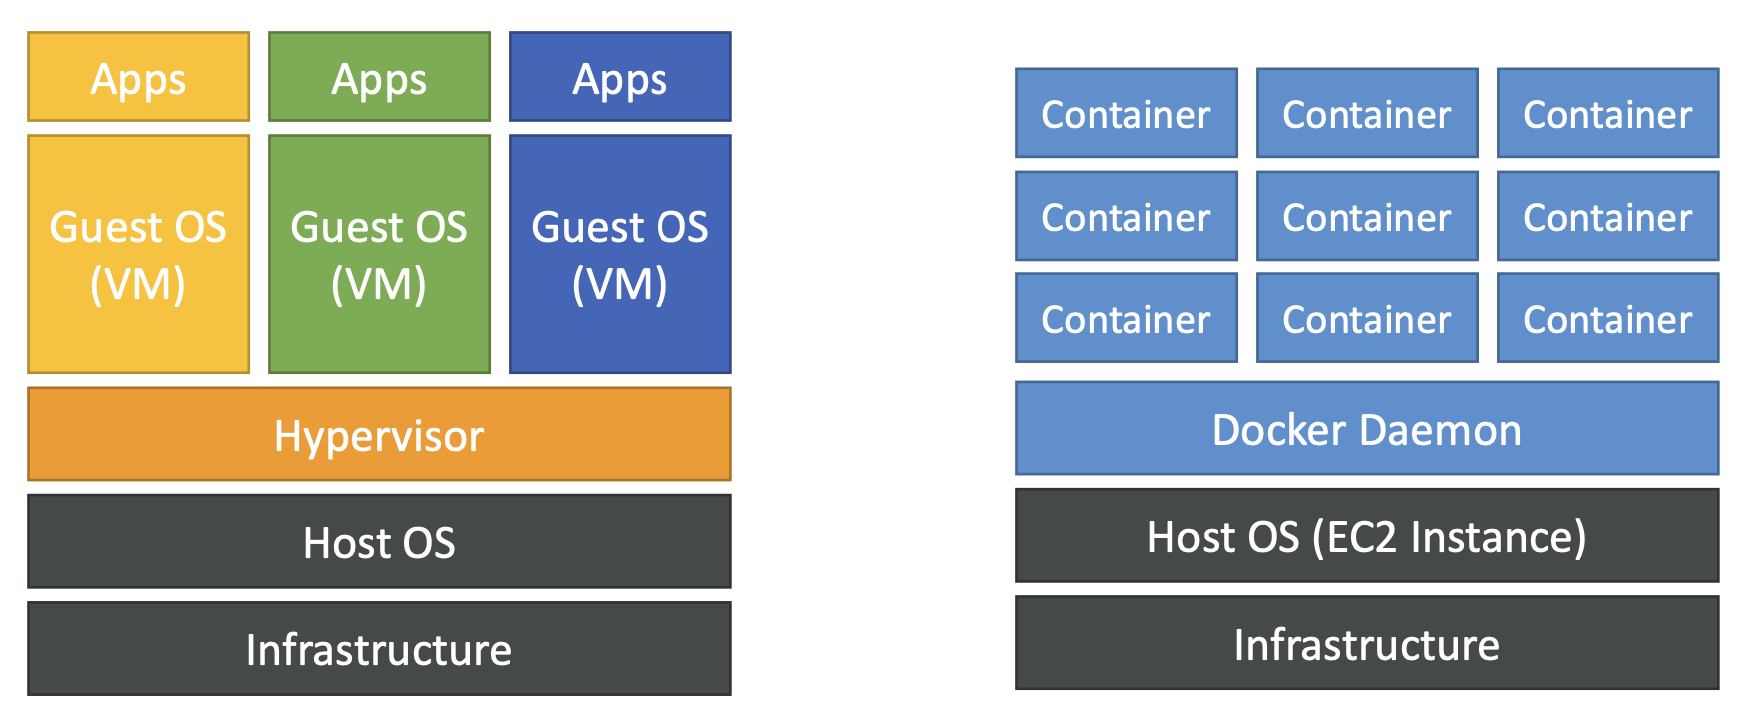 Apps
Apps
Apps
Guest OS
(VM)
Guest OS
(VM)
Guest OS
(VM)
Hypervisor
Host OS
Infrastructure
Container
Container
Container
Container
Container
Container
Container
Container
Container
Docker Daemon
Host OS (EC2 Instance)
Infrastructure